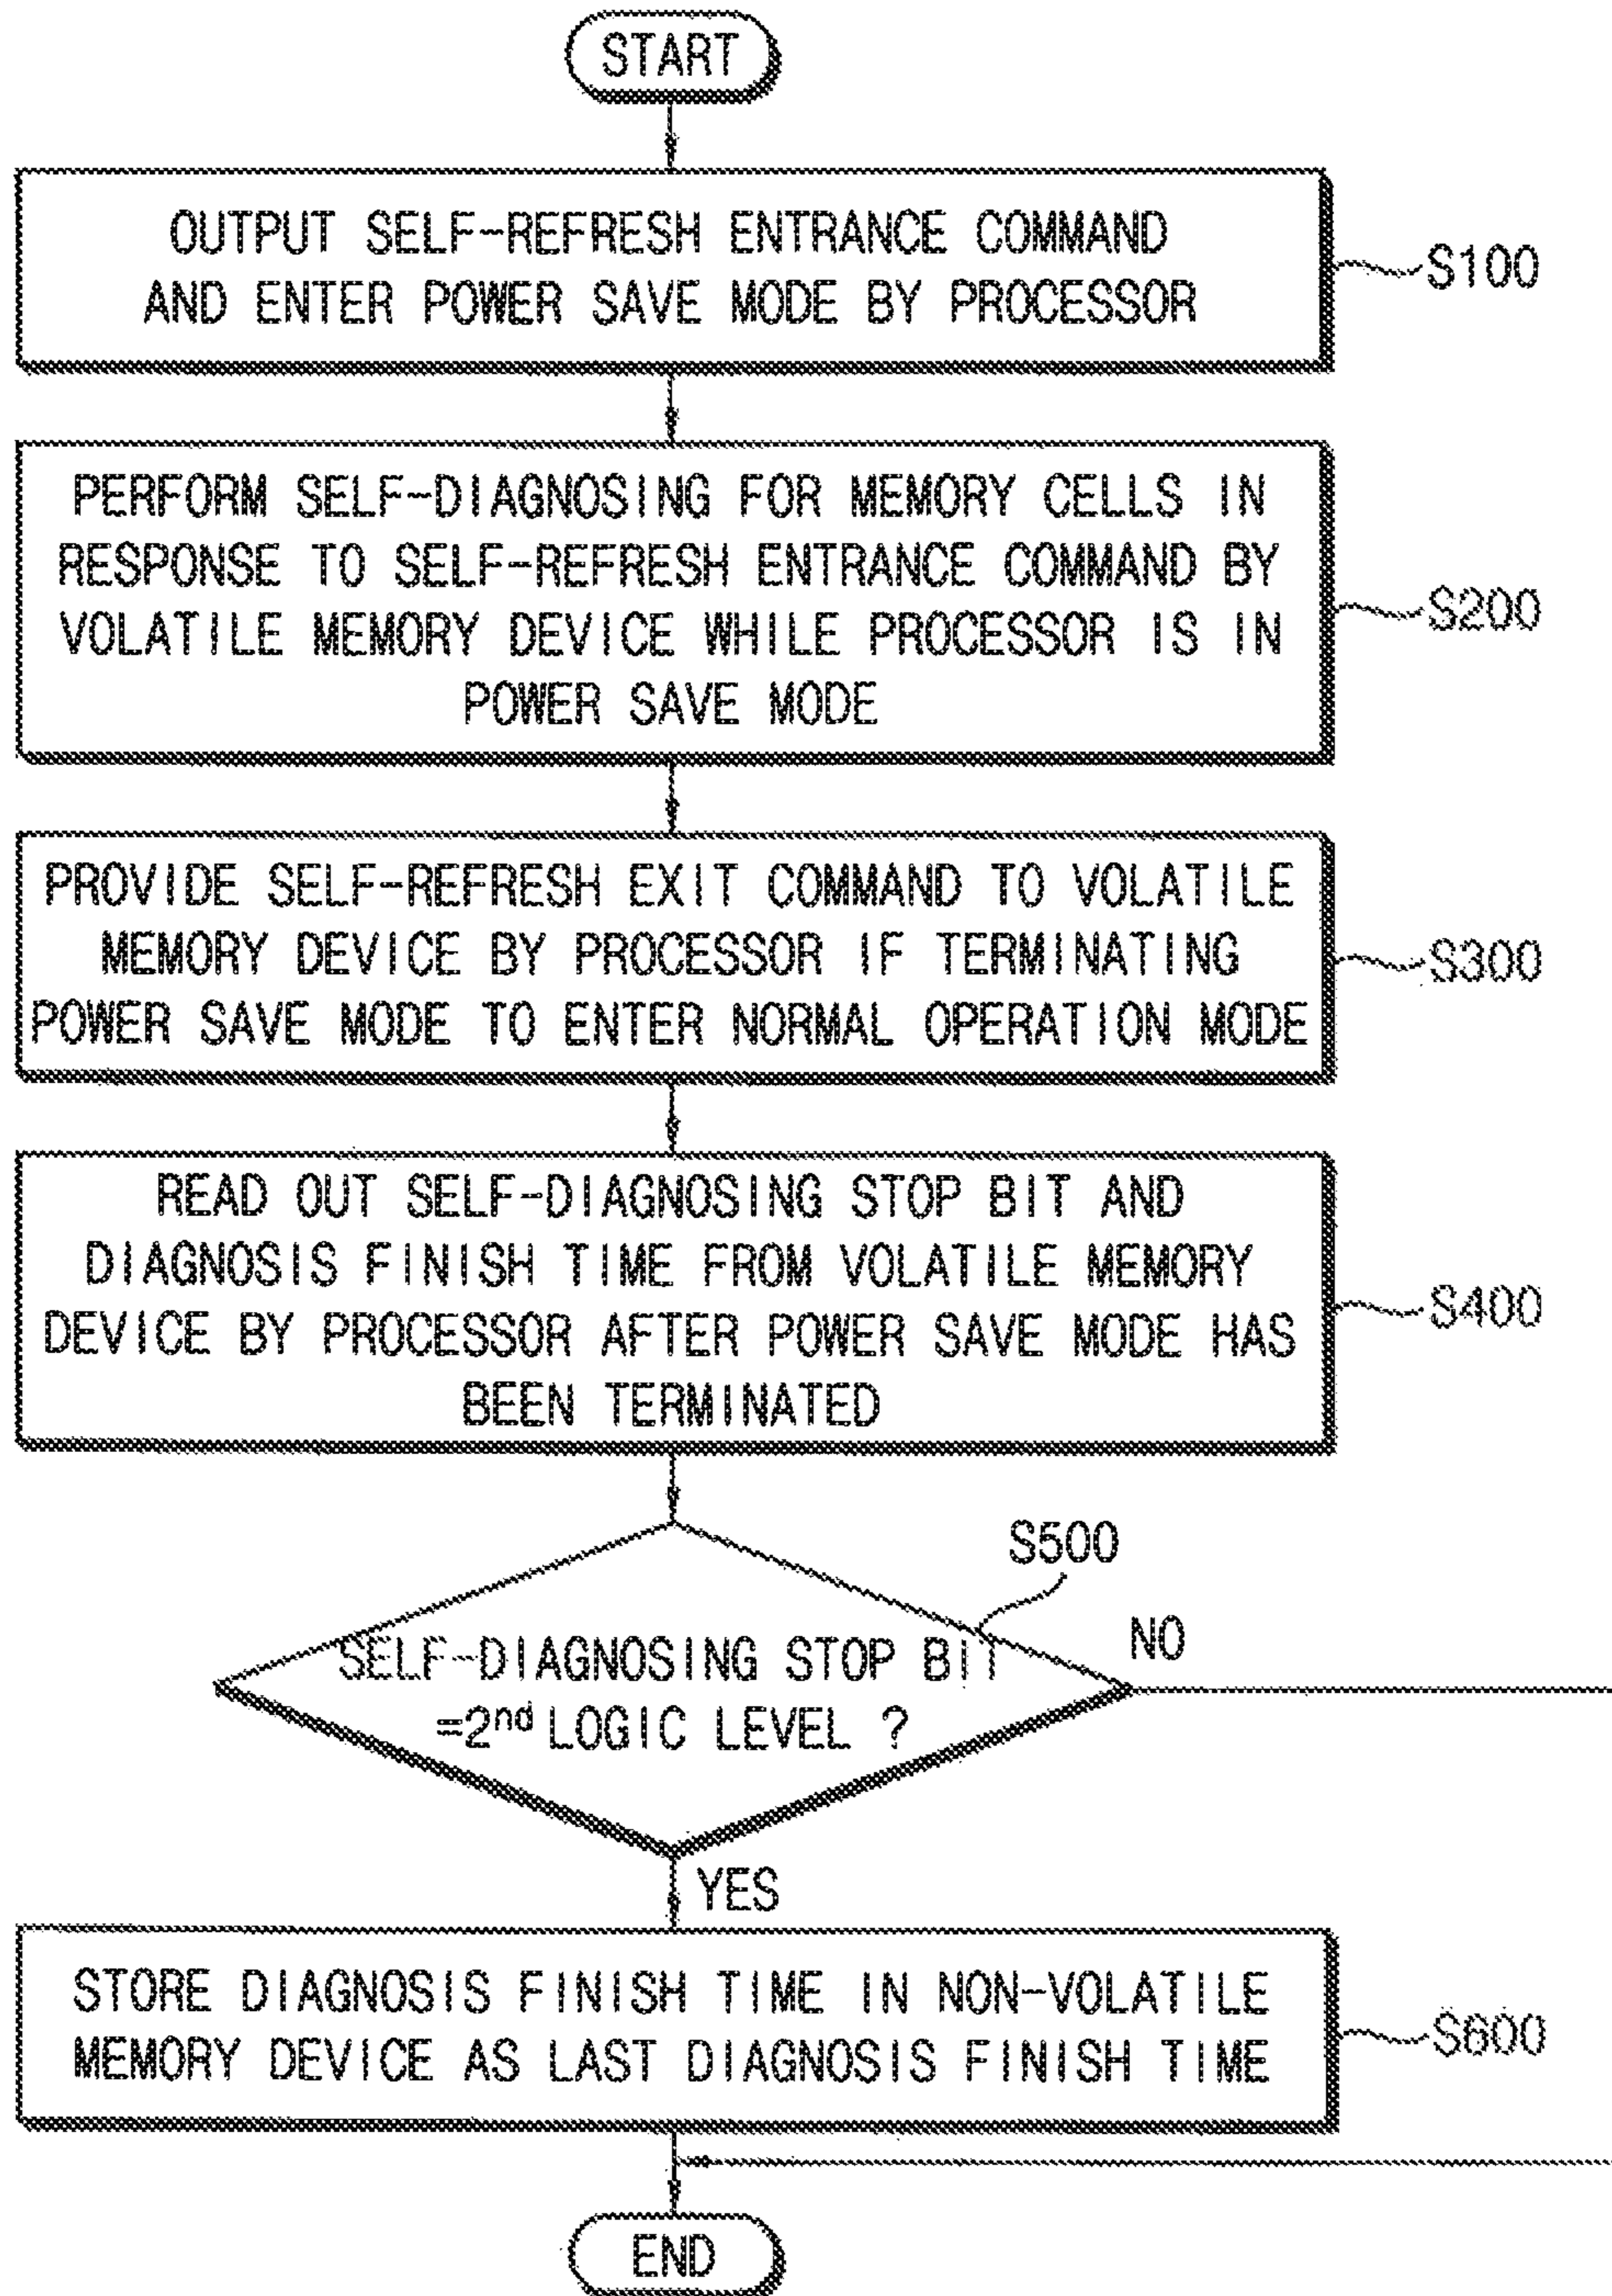 START
OUTPUT SELF-REFRESH ENTRANCE COMMAND
AND ENTER POWER SAVE MODE BY PROCESSOR
S100
PERFORM SELF-DIAGNOSING FOR MEMORY CELLS IN
RESPONSE TO SELF-REFRESH ENTRANCE COMMAND BY
VOLATILE MEMORY DEVICE WHILE PROCESSOR IS IN
POWER SAVE MODE
S200
PROVIDE SELF-REFRESH EXIT COMMAND TO VOLATILE
MEMORY DEVICE BY PROCESSOR IF TERMINATING
POWER SAVE MODE TO ENTER NORMAL OPERATION MODE
S300
READ OUT SELF-DIAGNOSING STOP BIT AND
DIAGNOSIS FINISH TIME FROM VOLATILE MEMORY
DEVICE BY PROCESSOR AFTER POWER SAVE MODE HAS
BEEN TERMINATED
S400
S500
SELF-DIAGNOSING STOP BIT
=2nd LOGIC LEVEL ?
NO
YES
STORE DIAGNOSIS FINISH TIME IN NON-VOLATILE
MEMORY DEVICE AS LAST DIAGNOSIS FINISH TIME
S600
END